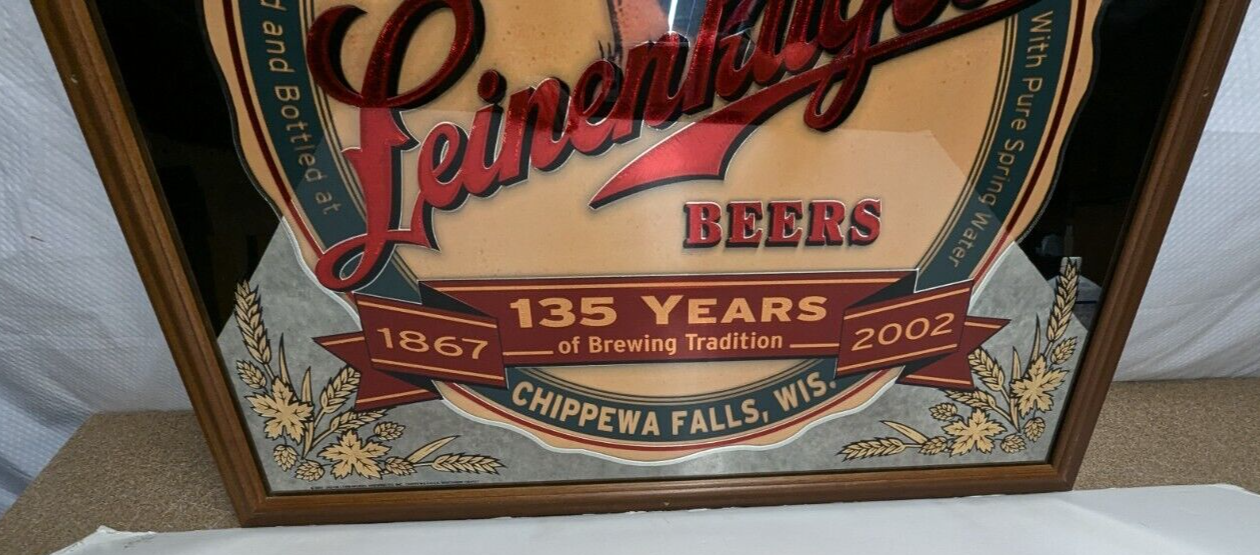 d and Bottled at
Leinenkugel
With Pure Spring Water
BEERS
135 YEARS
1867
of Brewing Tradition
2002
CHIPPEWA FALLS, WIS.